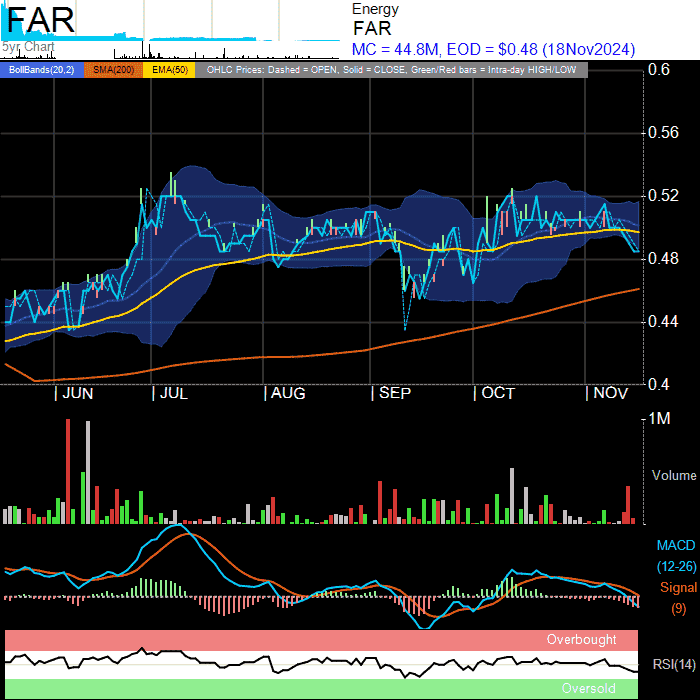 FAR
5yr Chart
Energy
FAR
MC = 44.8M, EOD = $0.48 (18Nov2024)
BollBands(20,2) SMA(200) EMA(50) OHLC Prices: Dashed = OPEN, Solid = CLOSE, Green/Red bars = Intra-day HIGH/LOW
0.6
0.56
0.52
0.48
0.44
0.4
JUN JUL AUG SEP OCT NOV
1M
Volume
MACD
(12-26)
Signal
(9)
Overbought
RSI(14)
Oversold